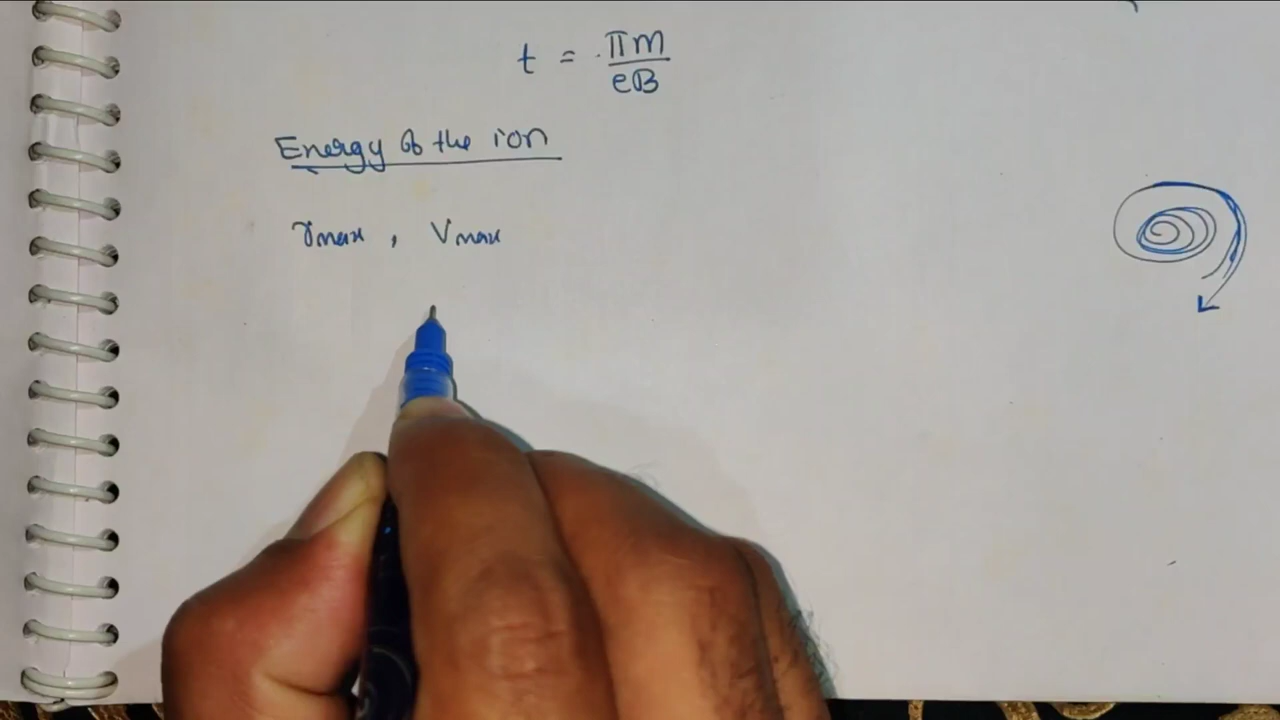 t = πm / eB
Energy of the ion
rmax , Vmax